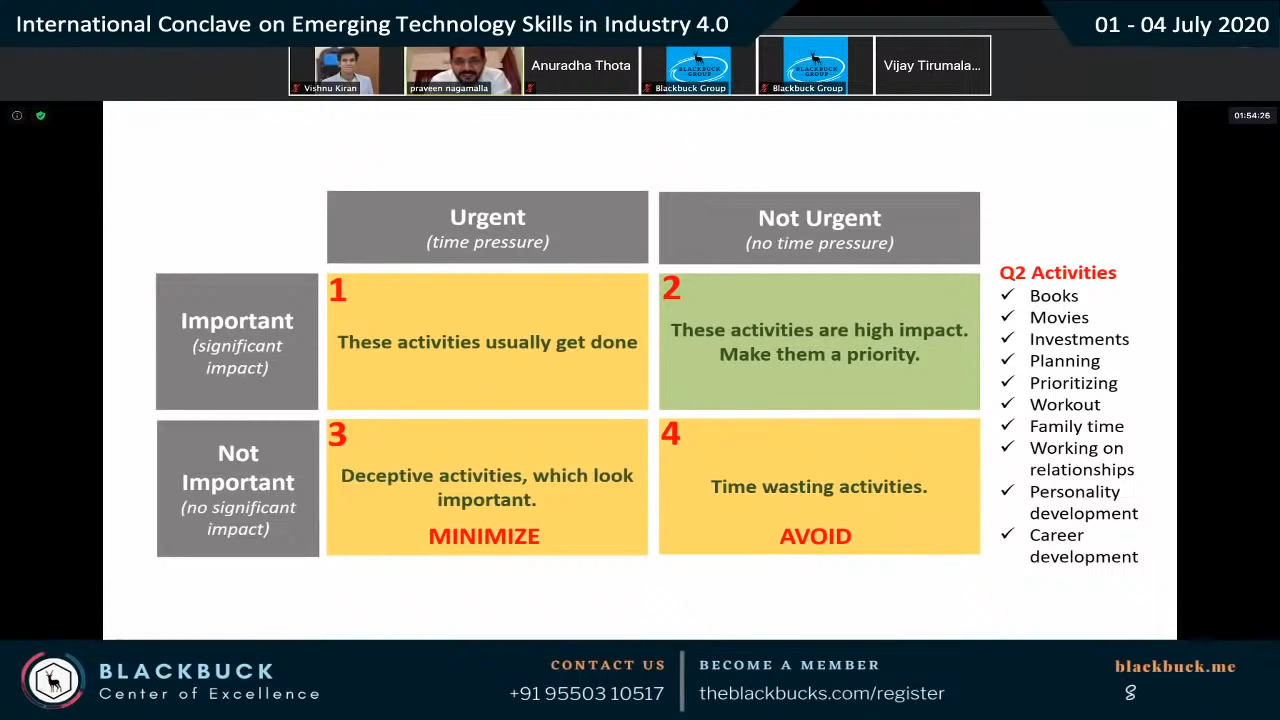 International Conclave on Emerging Technology Skills in Industry 4.0
01 - 04 July 2020
Vishnu Kiran
praveen nagamalla
Anuradha Thota
BLACKBUCK
GROUP
Blackbuck Group
BLACKBUCK
GROUP
Blackbuck Group
Vijay Tirumala...
01:54:26
Urgent
(time pressure)
Not Urgent
(no time pressure)
Important
(significant
impact)
1
These activities usually get done
2
These activities are high impact.
Make them a priority.
Not
Important
(no significant
impact)
3
Deceptive activities, which look
important.
MINIMIZE
4
Time wasting activities.
AVOID
Q2 Activities
✓ Books
✓ Movies
✓ Investments
✓ Planning
✓ Prioritizing
✓ Workout
✓ Family time
✓ Working on
relationships
✓ Personality
development
✓ Career
development
BLACKBUCK
Center of Excellence
CONTACT US
+91 95503 10517
BECOME A MEMBER
theblackbucks.com/register
blackbuck.me
8